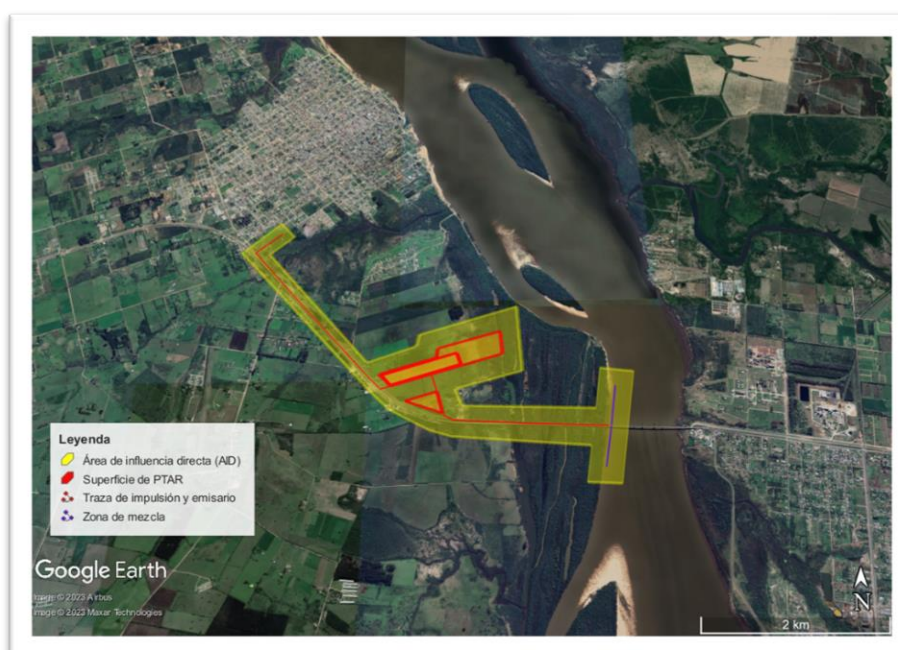 Leyenda
Área de influencia directa (AID)
Superficie de PTAR
Traza de impulsión y emisario
Zona de mezcla
Google Earth
Image © 2023 Airbus
Image © 2023 Maxar Technologies
N
2 km